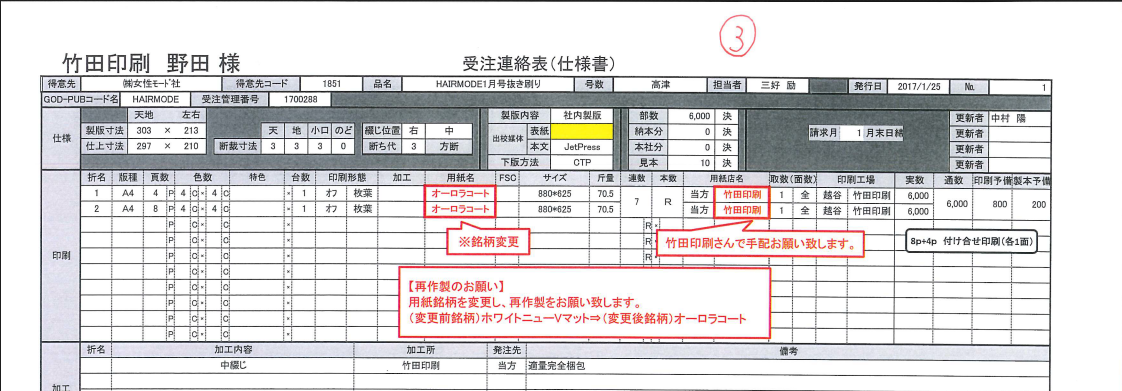 ③
竹田印刷 野田 様 受注連絡表(仕様書)
得意先 ㈱女性モード社 得意先コード 1851 品名 HAIRMODE1月号抜き刷り 号数 高津 担当者 三好 励 発行日 2017/1/25 No. 1
GOD-PUBコード名 HAIRMODE 受注管理番号 1700288
仕様
天地 左右
製版寸法 303 × 213
仕上寸法 297 × 210
天 地 小口 のど
断裁寸法 3 3 3 0
綴じ位置 右 中
断ち代 3 方断
製版内容 社内製版
出校媒体 表紙
本文 JetPress
下版方法 CTP
部数 6,000 決
納本分 0 決
本社分 0 決
見本 10 決
請求月 1 月末日締
更新者 中村 陽
更新者
更新者
更新者
印刷
折名 版種 頁数 色数 特色 台数 印刷形態 加工 用紙名 FSC サイズ 斤量 連数 本数 用紙店名 取数(面数) 印刷工場 実数 通数 印刷予備 製本予備
1 A4 4 P 4 C× 4 C × 1 オフ 枚葉 オーロラコート 880*625 70.5 7 R 当方 竹田印刷 1 全 越谷 竹田印刷 6,000 6,000 800 200
2 A4 8 P 4 C× 4 C × 1 オフ 枚葉 オーロラコート 880*625 70.5 当方 竹田印刷 1 全 越谷 竹田印刷 6,000
P C× C × R ×
P C× C × R
P C× C ×
P C× C ×
P C× C ×
P C× C ×
P C× C ×
P C× C ×
※銘柄変更
竹田印刷さんで手配お願い致します。
8p+4p 付け合せ印刷(各1面)
【再作製のお願い】
用紙銘柄を変更し、再作製をお願い致します。
(変更前銘柄)ホワイトニューVマット⇒(変更後銘柄)オーロラコート
加工
折名 加工内容 加工所 発注先 備考
中綴じ 竹田印刷 当方 適量完全梱包